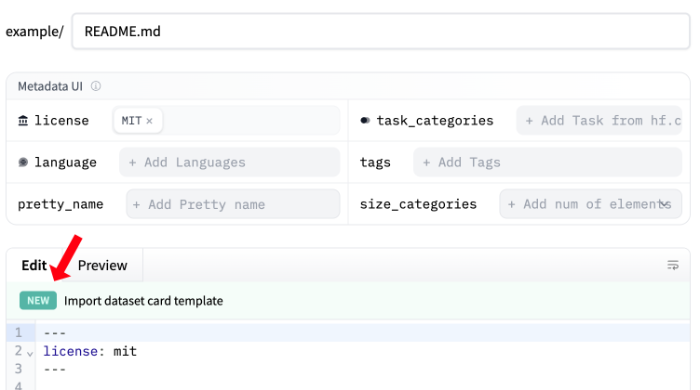 example/ README.md
Metadata UI
license MIT × task_categories + Add Task from hf.c
language + Add Languages tags + Add Tags
pretty_name + Add Pretty name size_categories + Add num of elements
Edit Preview
NEW Import dataset card template
1 ---
2 license: mit
3 ---
4